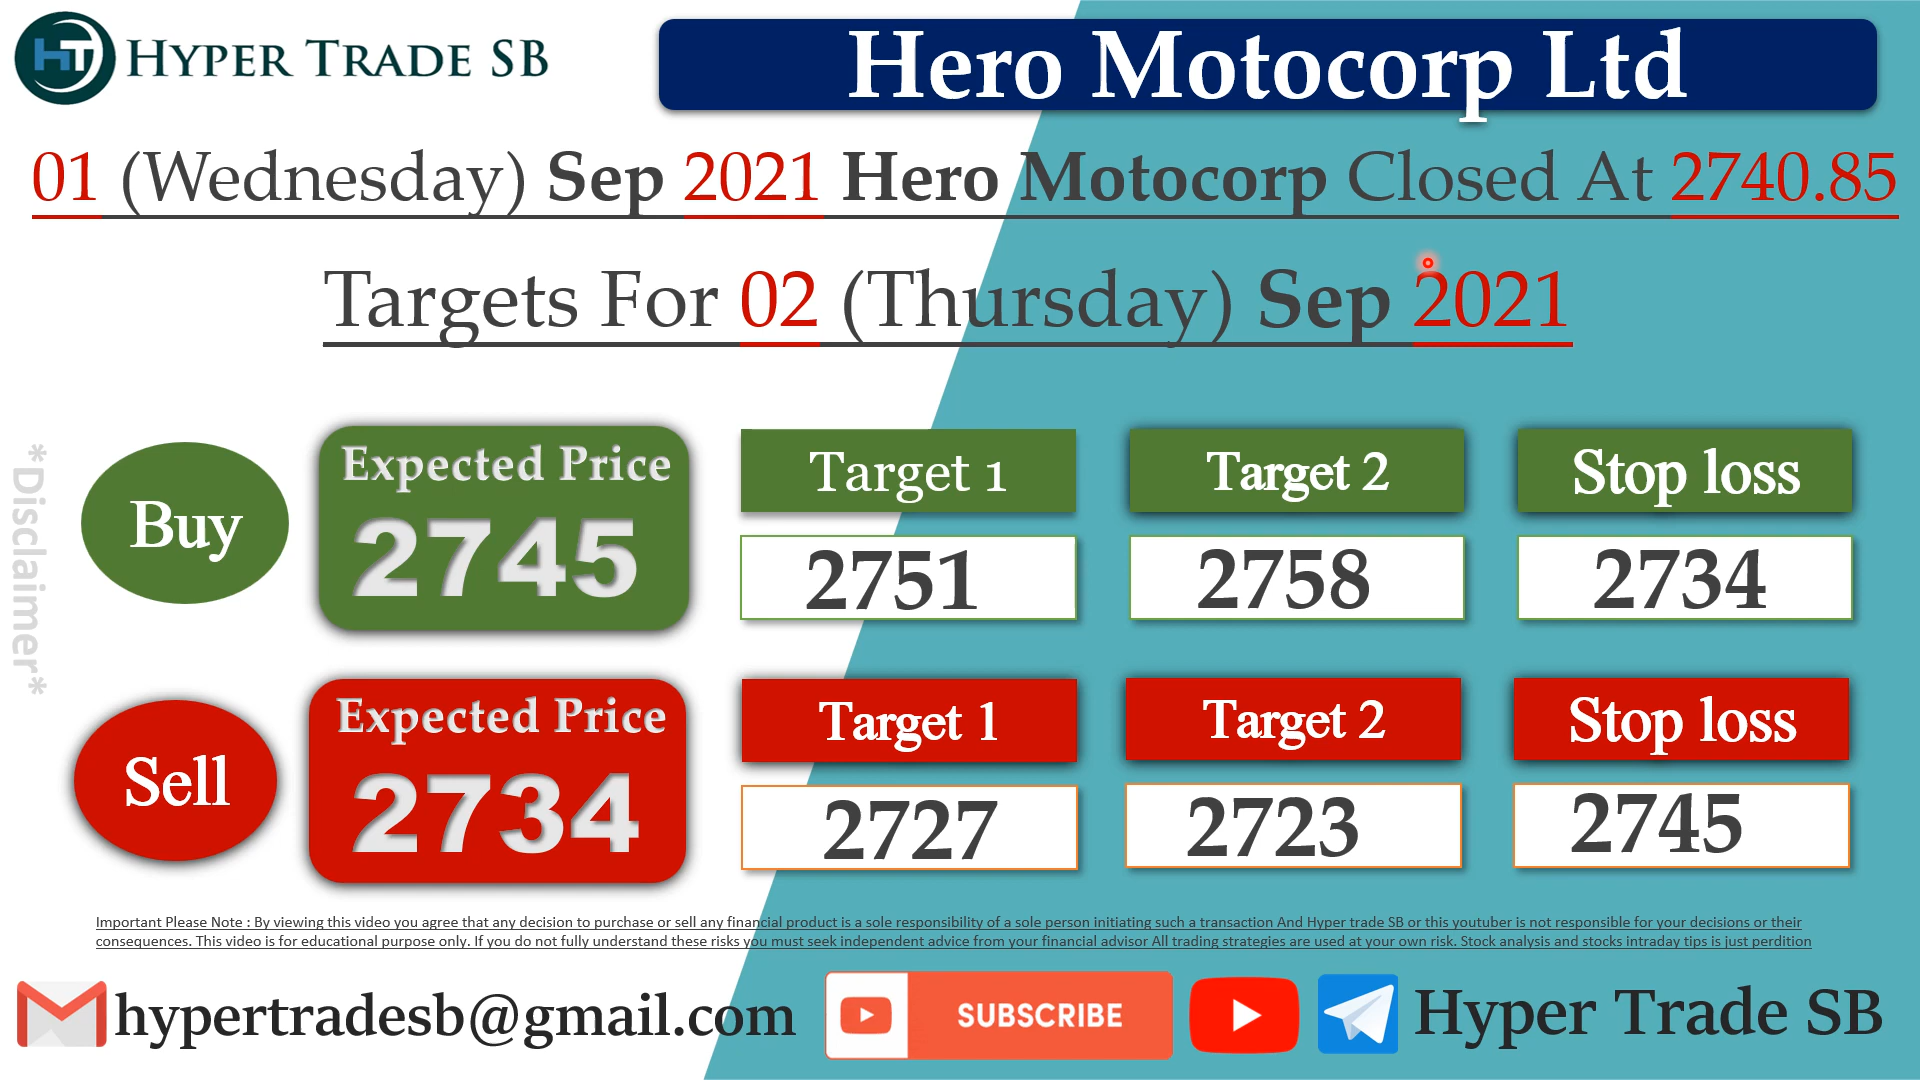 HT HYPER TRADE SB
Hero Motocorp Ltd
01 (Wednesday) Sep 2021 Hero Motocorp Closed At 2740.85
Targets For 02 (Thursday) Sep 2021
*Disclaimer*
Buy
Expected Price
2745
Target 1
2751
Target 2
2758
Stop loss
2734
Sell
Expected Price
2734
Target 1
2727
Target 2
2723
Stop loss
2745
Important Please Note : By viewing this video you agree that any decision to purchase or sell any financial product is a sole responsibility of a sole person initiating such a transaction And Hyper trade SB or this youtuber is not responsible for your decisions or their
consequences. This video is for educational purpose only. If you do not fully understand these risks you must seek independent advice from your financial advisor All trading strategies are used at your own risk. Stock analysis and stocks intraday tips is just perdition
hypertradesb@gmail.com
SUBSCRIBE
Hyper Trade SB